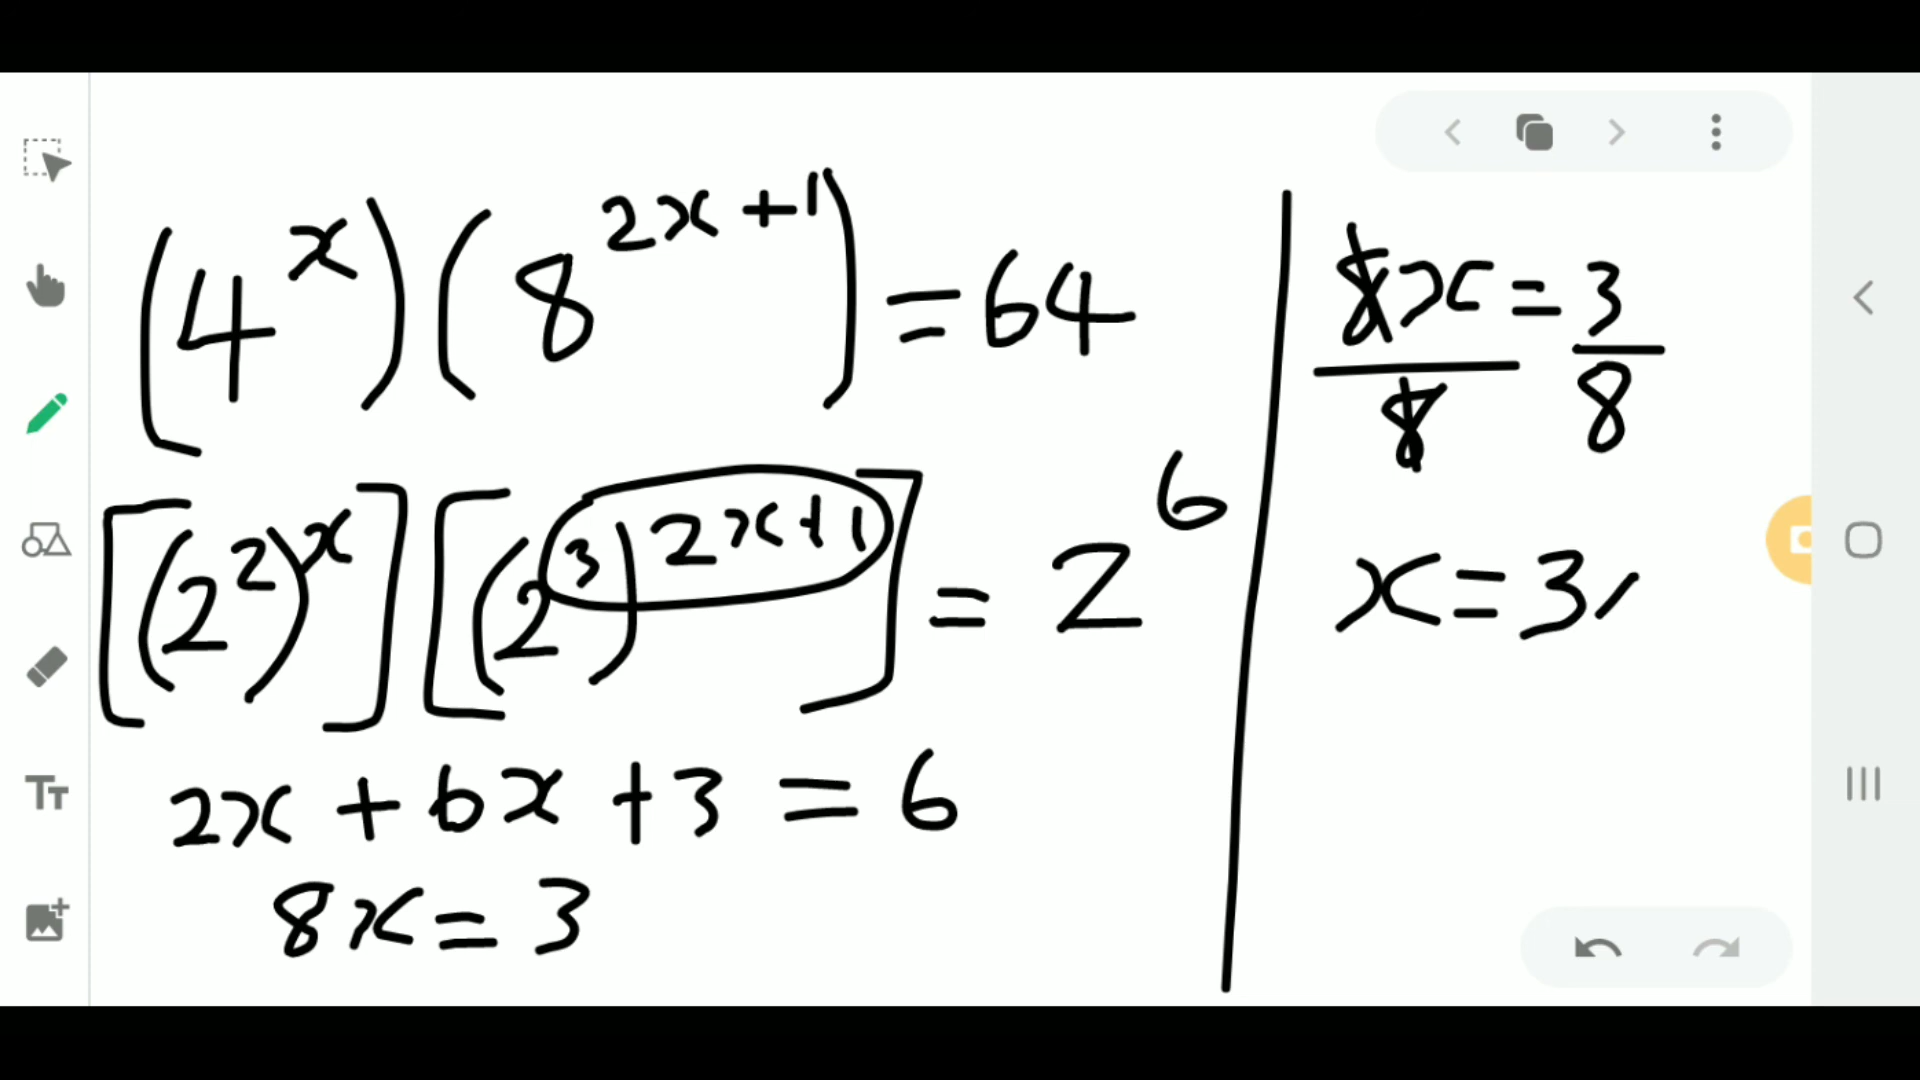 (4^x)(8^{2x+1})=64
[(2^2)^x][(2^3)^{2x+1}]=2^6
2x+6x+3=6
8x=3
8x/8=3/8
x=3/
Tт